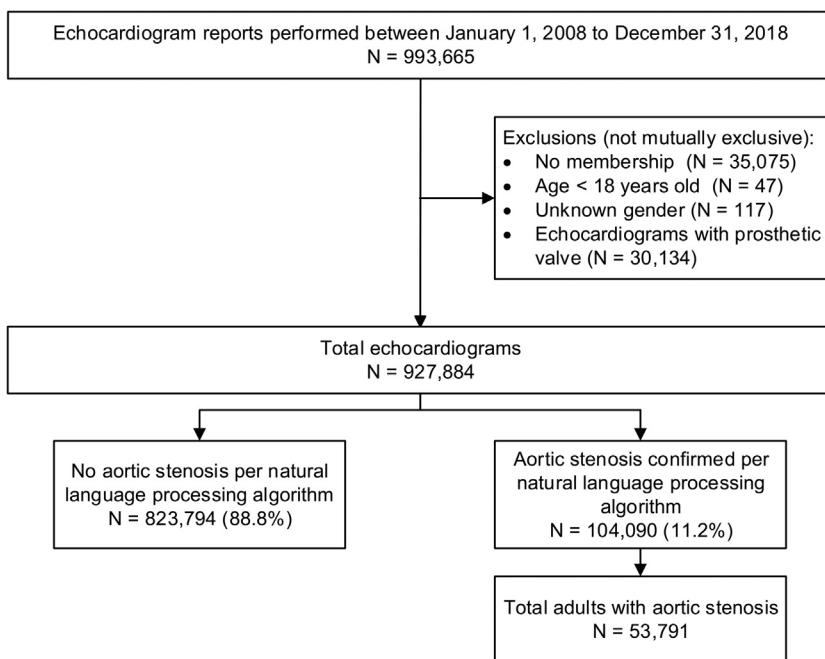 Echocardiogram reports performed between January 1, 2008 to December 31, 2018
N = 993,665
Exclusions (not mutually exclusive):
• No membership (N = 35,075)
• Age < 18 years old (N = 47)
• Unknown gender (N = 117)
• Echocardiograms with prosthetic
valve (N = 30,134)
Total echocardiograms
N = 927,884
No aortic stenosis per natural
language processing algorithm
N = 823,794 (88.8%)
Aortic stenosis confirmed per
natural language processing
algorithm
N = 104,090 (11.2%)
Total adults with aortic stenosis
N = 53,791